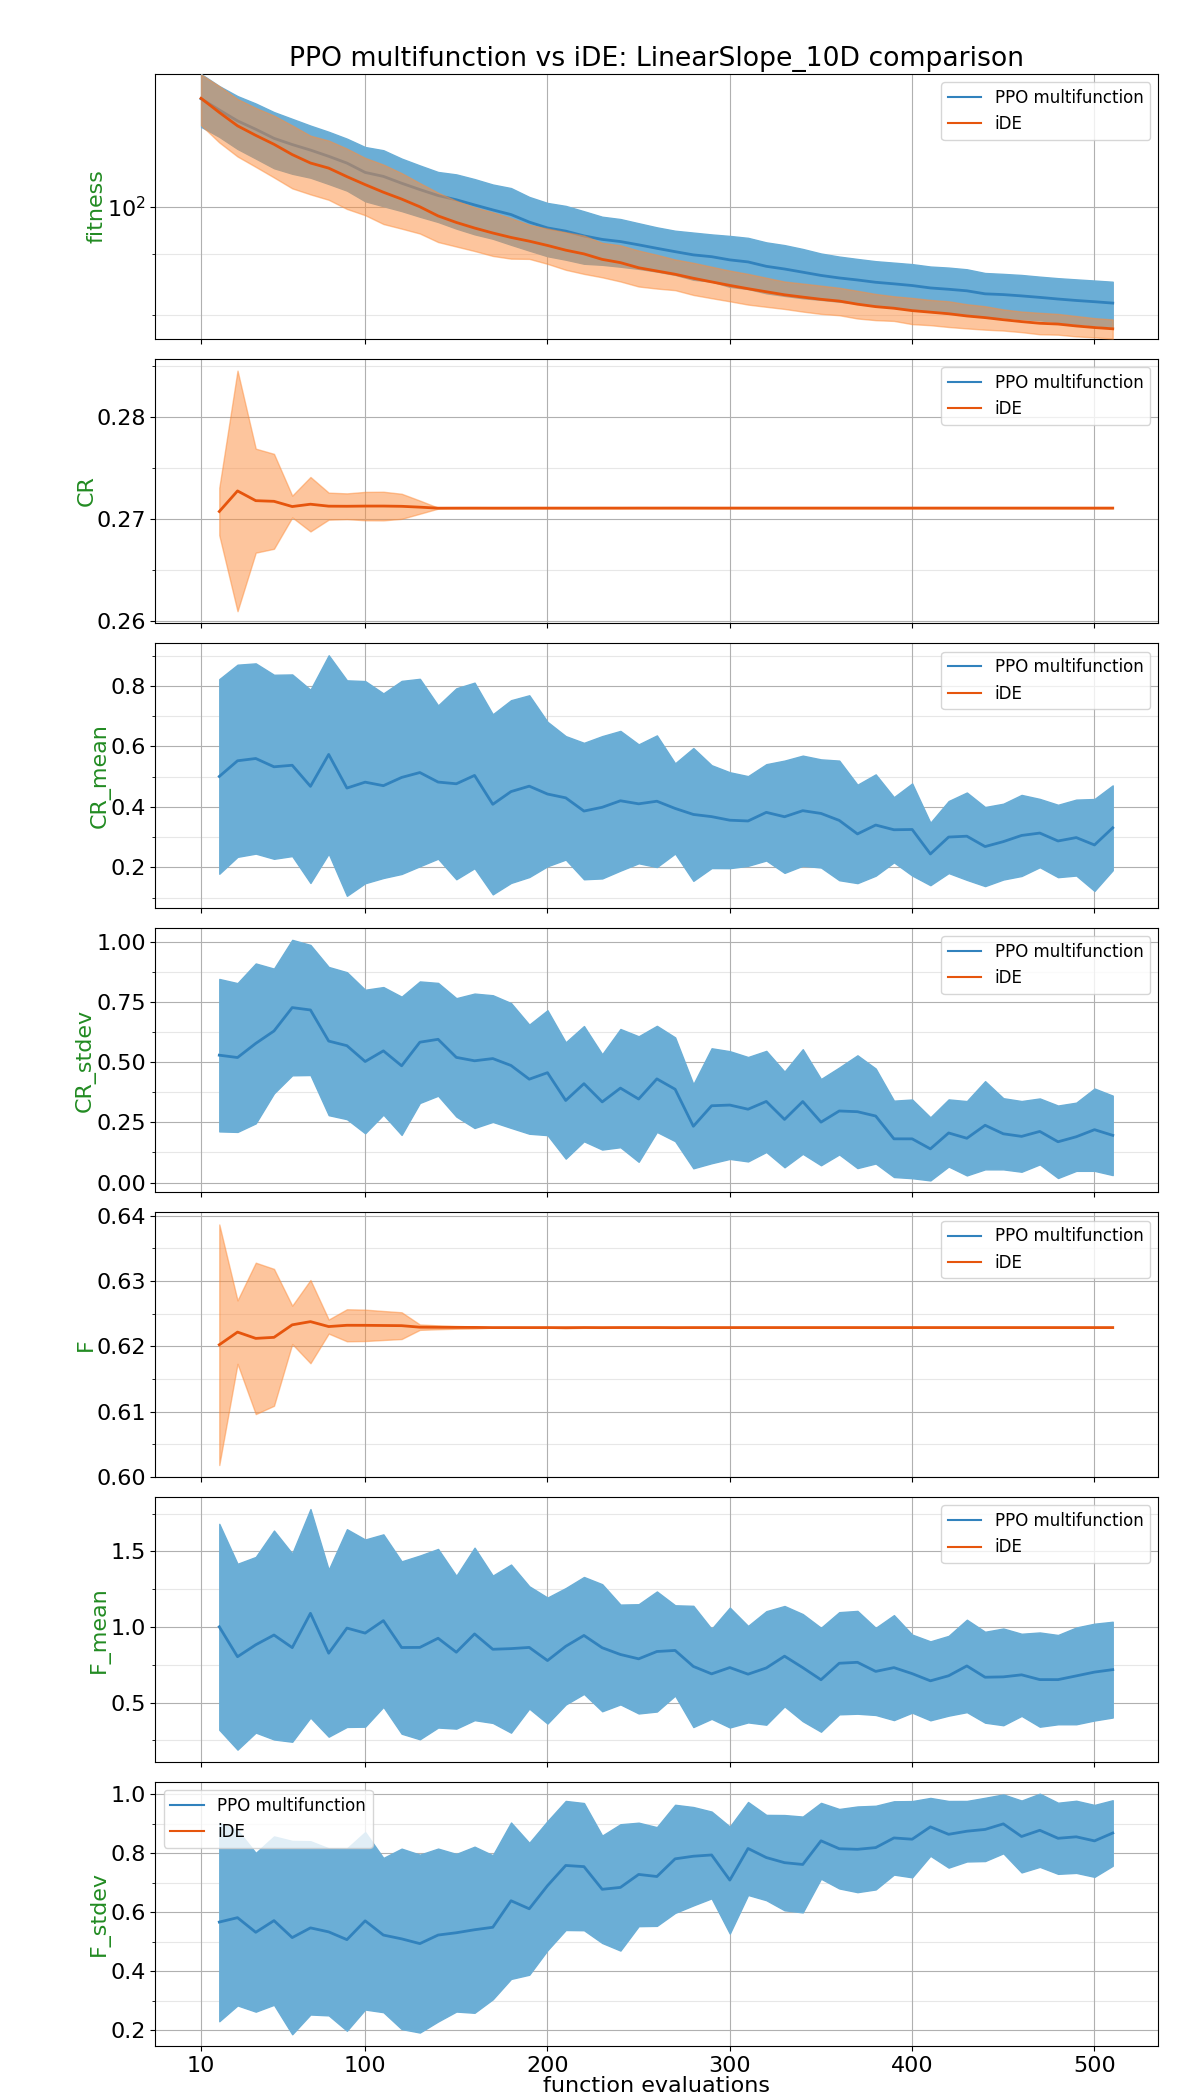 PPO multifunction vs iDE: LinearSlope_10D comparison
fitness
10²
PPO multifunction
iDE
CR
0.28
0.27
0.26
PPO multifunction
iDE
CR_mean
0.8
0.6
0.4
0.2
PPO multifunction
iDE
CR_stdev
1.00
0.75
0.50
0.25
0.00
PPO multifunction
iDE
F
0.64
0.63
0.62
0.61
0.60
PPO multifunction
iDE
F_mean
1.5
1.0
0.5
PPO multifunction
iDE
F_stdev
1.0
0.8
0.6
0.4
0.2
PPO multifunction
iDE
10 100 200 300 400 500
function evaluations